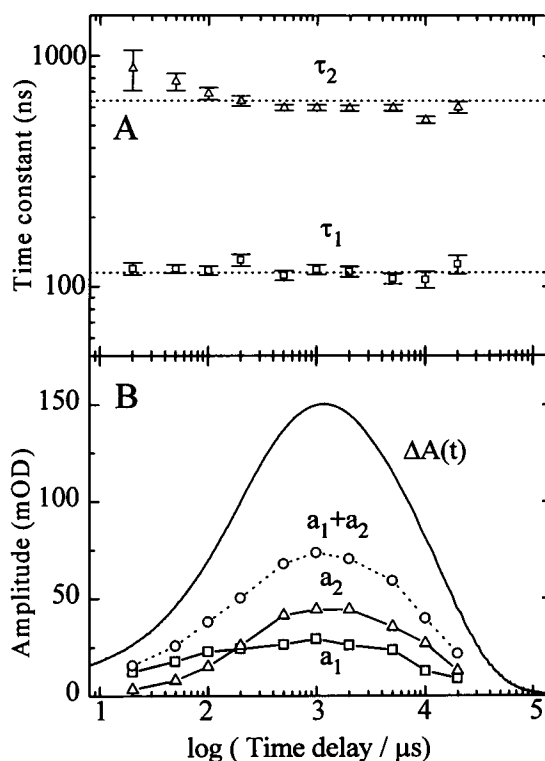 1000
τ2
A
Time constant (ns)
τ1
100
B
150
ΔA(t)
100
a1+a2
a2
50
a1
0
Amplitude (mOD)
1 2 3 4 5
log ( Time delay / μs)